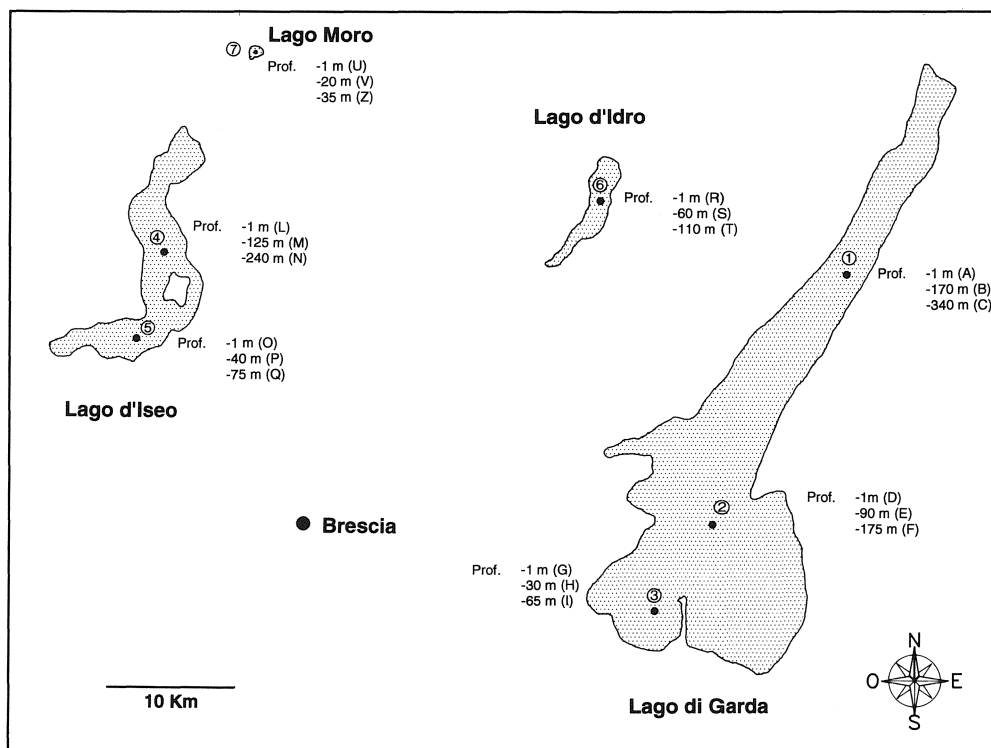 Lago Moro
7
Prof. -1 m (U)
-20 m (V)
-35 m (Z)
Lago d'Idro
6
Prof. -1 m (R)
-60 m (S)
-110 m (T)
4
Prof. -1 m (L)
-125 m (M)
-240 m (N)
1
Prof. -1 m (A)
-170 m (B)
-340 m (C)
5
Prof. -1 m (O)
-40 m (P)
-75 m (Q)
Lago d'Iseo
Brescia
2
Prof. -1m (D)
-90 m (E)
-175 m (F)
Prof. -1 m (G)
-30 m (H)
-65 m (I)
3
10 Km
Lago di Garda
N
O E
S